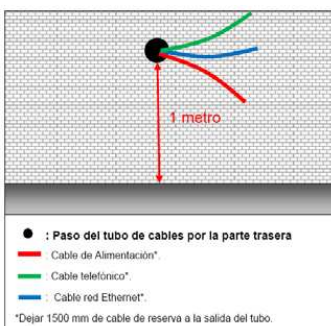 1 metro
: Paso del tubo de cables por la parte trasera
: Cable de Alimentación*.
: Cable telefónico*.
: Cable red Ethernet*.
*Dejar 1500 mm de cable de reserva a la salida del tubo.